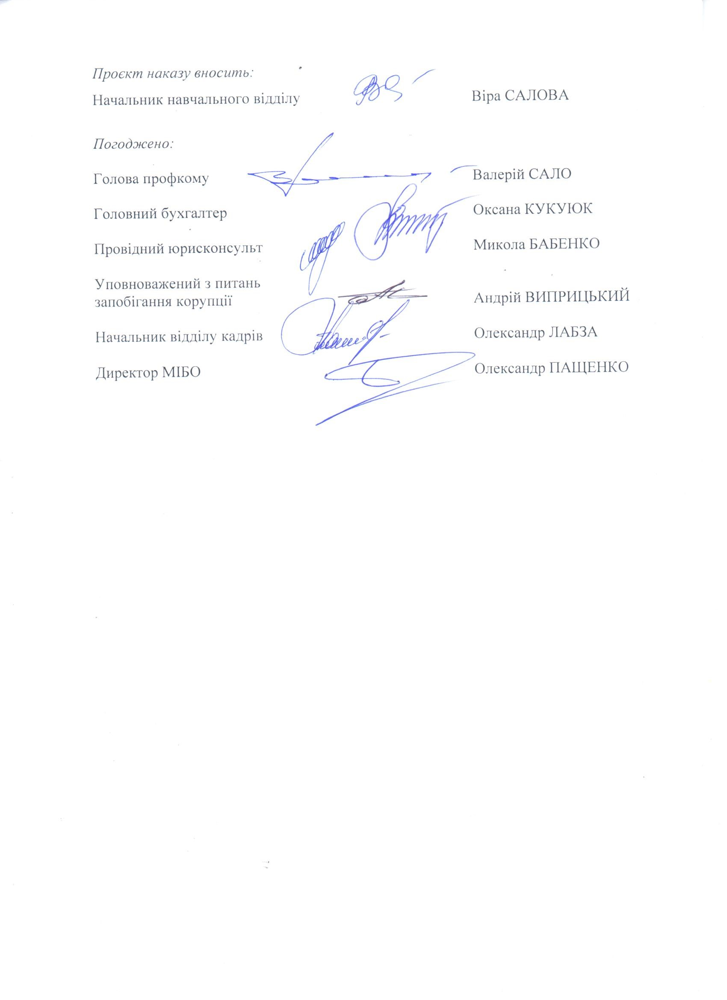 Проєкт наказу вносить:
Начальник навчального відділу Віра САЛОВА
Погоджено:
Голова профкому Валерій САЛО
Головний бухгалтер Оксана КУКУЮК
Провідний юрисконсульт Микола БАБЕНКО
Уповноважений з питань
запобігання корупції Андрій ВИПРИЦЬКИЙ
Начальник відділу кадрів Олександр ЛАБЗА
Директор МІБО Олександр ПАЩЕНКО